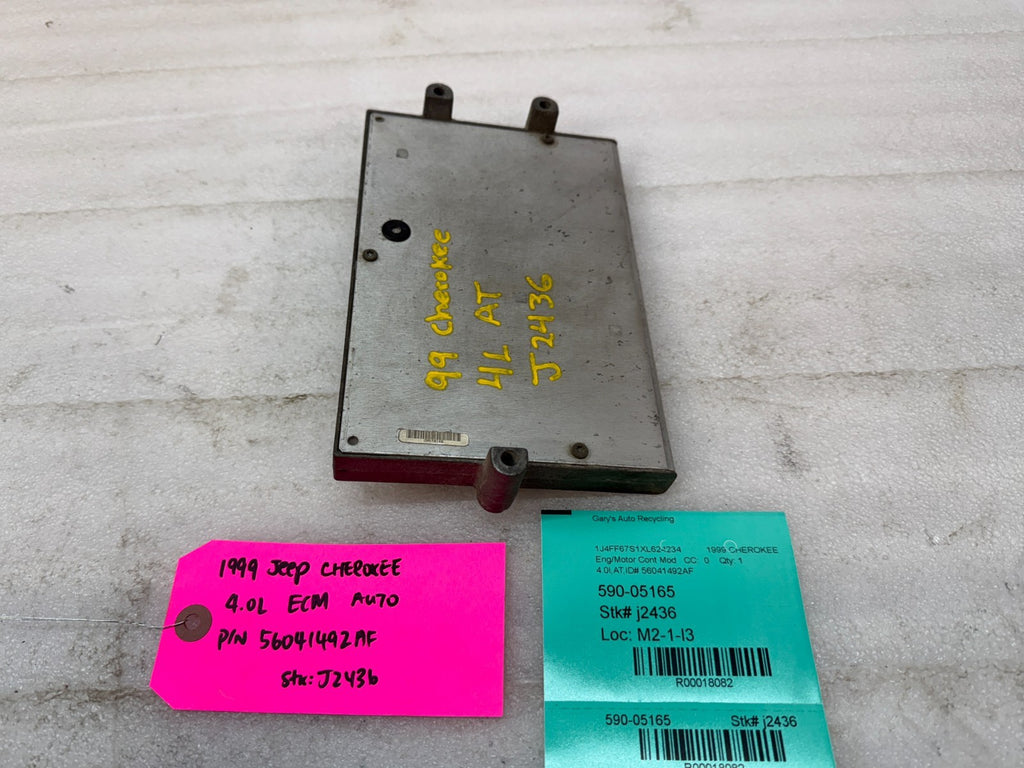 99 Cherokee
4L AT
J2436
1999 Jeep CHEROKEE
4.0L ECM AUTO
P/N 56041492AF
Stk: J2436
Gary's Auto Recycling
1999 CHEROKEE
Eng/Motor Cont Mod CC: 0 Qty: 1
4.0l,AT,ID# 56041492AF
590-05165
Stk# j2436
Loc: M2-1-I3
R00018082
590-05165 Stk# j2436
R00018082